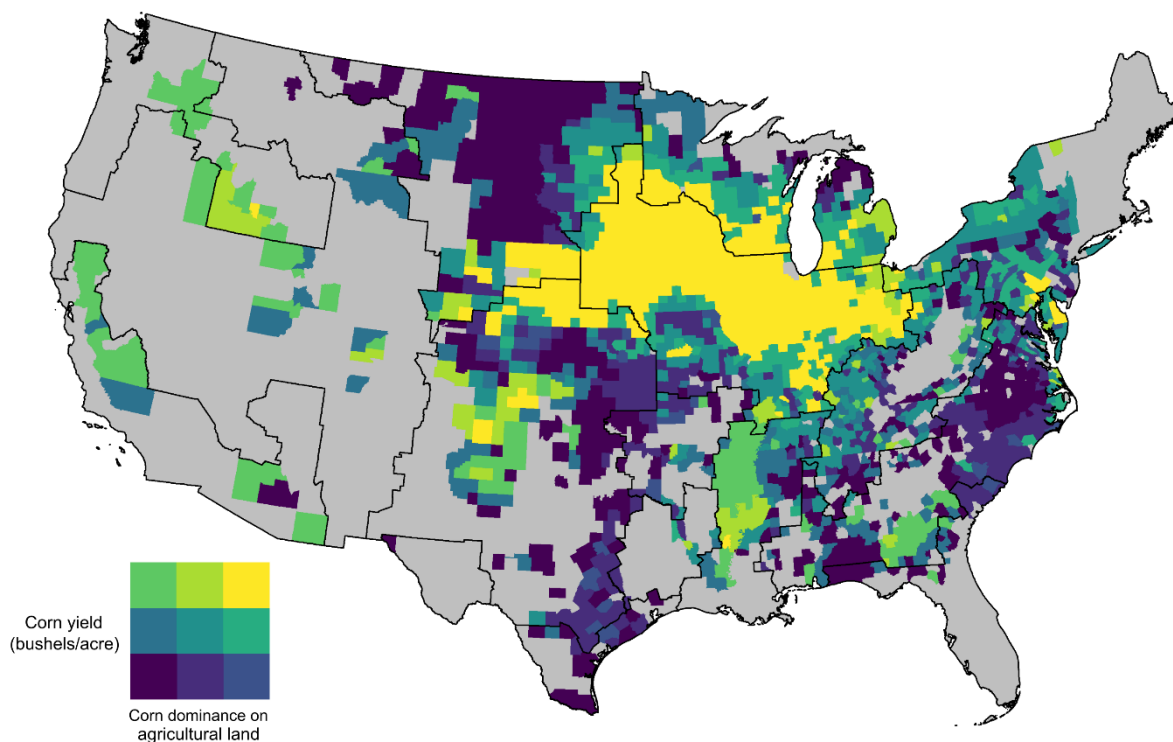 Corn yield
(bushels/acre)
Corn dominance on
agricultural land